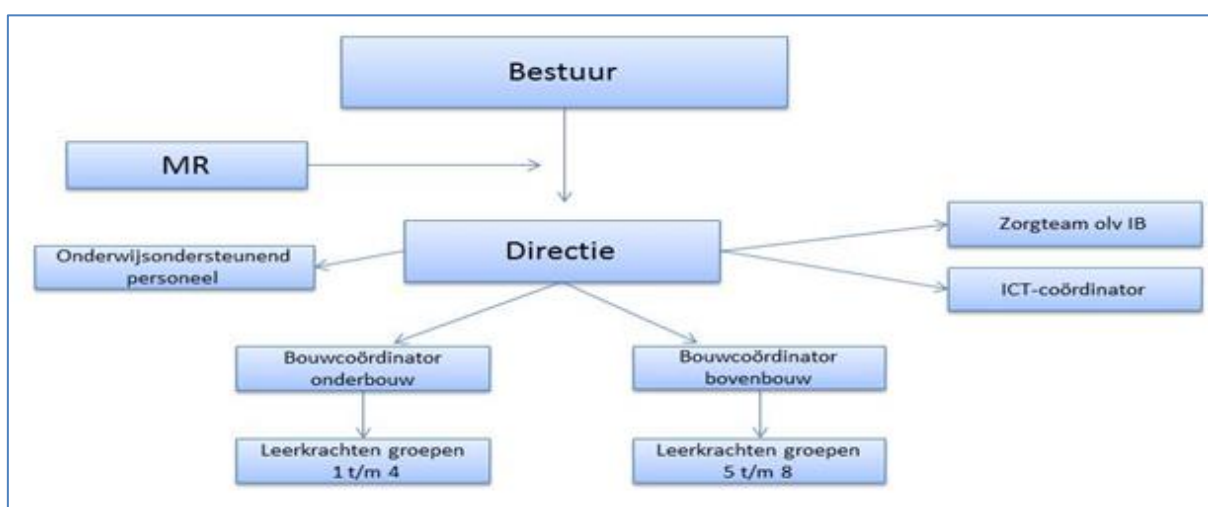 Bestuur
MR
Directie
Onderwijsondersteunend
personeel
Zorgteam olv IB
ICT-coördinator
Bouwcoördinator
onderbouw
Bouwcoördinator
bovenbouw
Leerkrachten groepen
1 t/m 4
Leerkrachten groepen
5 t/m 8